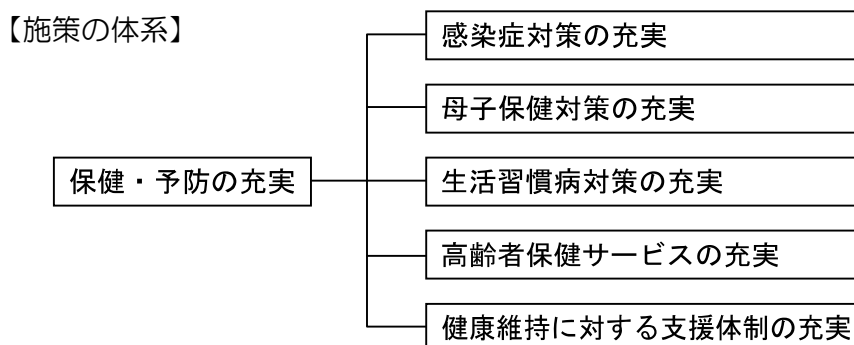 【施策の体系】
感染症対策の充実
母子保健対策の充実
保健・予防の充実
生活習慣病対策の充実
高齢者保健サービスの充実
健康維持に対する支援体制の充実